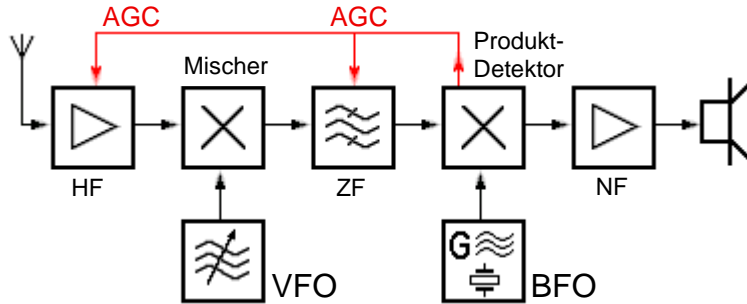 AGC
AGC
Produkt-
Detektor
Mischer
HF
ZF
NF
VFO
G
BFO